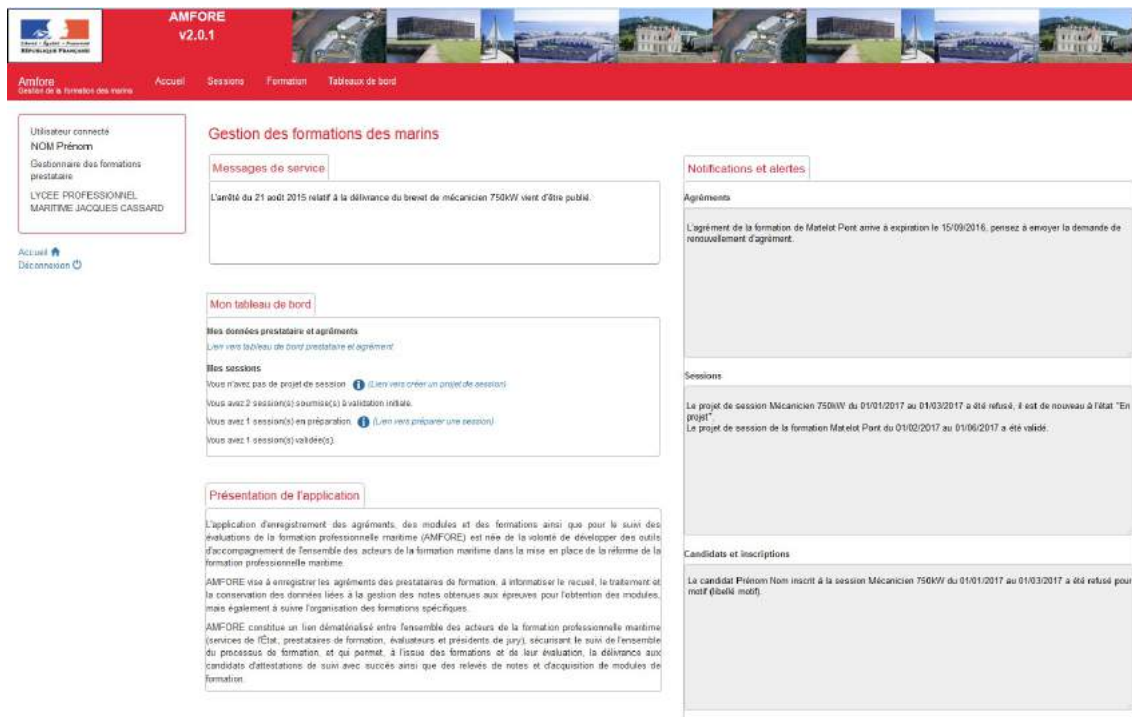 Liberté • Égalité • Fraternité
RÉPUBLIQUE FRANÇAISE
AMFORE
v2.0.1
Amfore
Gestion de la formation des marins
Accueil
Sessions
Formation
Tableaux de bord
Utilisateur connecté
NOM Prénom
Gestionnaire des formations
prestataire
LYCEE PROFESSIONNEL
MARITIME JACQUES CASSARD
Accueil
Déconnexion
Gestion des formations des marins
Messages de service
L'arrêté du 21 août 2015 relatif à la délivrance du brevet de mécanicien 750kW vient d'être publié.
Mon tableau de bord
Mes données prestataire et agréments
Lien vers tableau de bord prestataire et agrément
Mes sessions
Vous n'avez pas de projet de session (Lien vers créer un projet de session)
Vous avez 2 session(s) soumise(s) à validation initiale.
Vous avez 1 session(s) en préparation. (Lien vers préparer une session)
Vous avez 1 session(s) validée(s).
Présentation de l'application
L'application d'enregistrement des agréments, des modules et des formations ainsi que pour le suivi des
évaluations de la formation professionnelle maritime (AMFORE) est née de la volonté de développer des outils
d'accompagnement de l'ensemble des acteurs de la formation maritime dans la mise en place de la réforme de la
formation professionnelle maritime.
AMFORE vise à enregistrer les agréments des prestataires de formation, à informatiser le recueil, le traitement et
la conservation des données liées à la gestion des notes obtenues aux épreuves pour l'obtention des modules,
mais également à suivre l'organisation des formations spécifiques.
AMFORE constitue un lien dématérialisé entre l'ensemble des acteurs de la formation professionnelle maritime
(services de l'État, prestataires de formation, évaluateurs et présidents de jury), sécurisant le suivi de l'ensemble
du processus de formation, et qui permet, à l'issue des formations et de leur évaluation, la délivrance aux
candidats d'attestations de suivi avec succès ainsi que des relevés de notes et d'acquisition de modules de
formation.
Notifications et alertes
Agréments
L'agrément de la formation de Matelot Pont arrive à expiration le 15/09/2016, pensez à envoyer la demande de
renouvellement d'agrément.
Sessions
Le projet de session Mécanicien 750kW du 01/01/2017 au 01/03/2017 a été refusé, il est de nouveau à l'état "En
projet".
Le projet de session de la formation Matelot Pont du 01/02/2017 au 01/06/2017 a été validé.
Candidats et inscriptions
Le candidat Prénom Nom inscrit à la session Mécanicien 750kW du 01/01/2017 au 01/03/2017 a été refusé pour
motif (libellé motif).